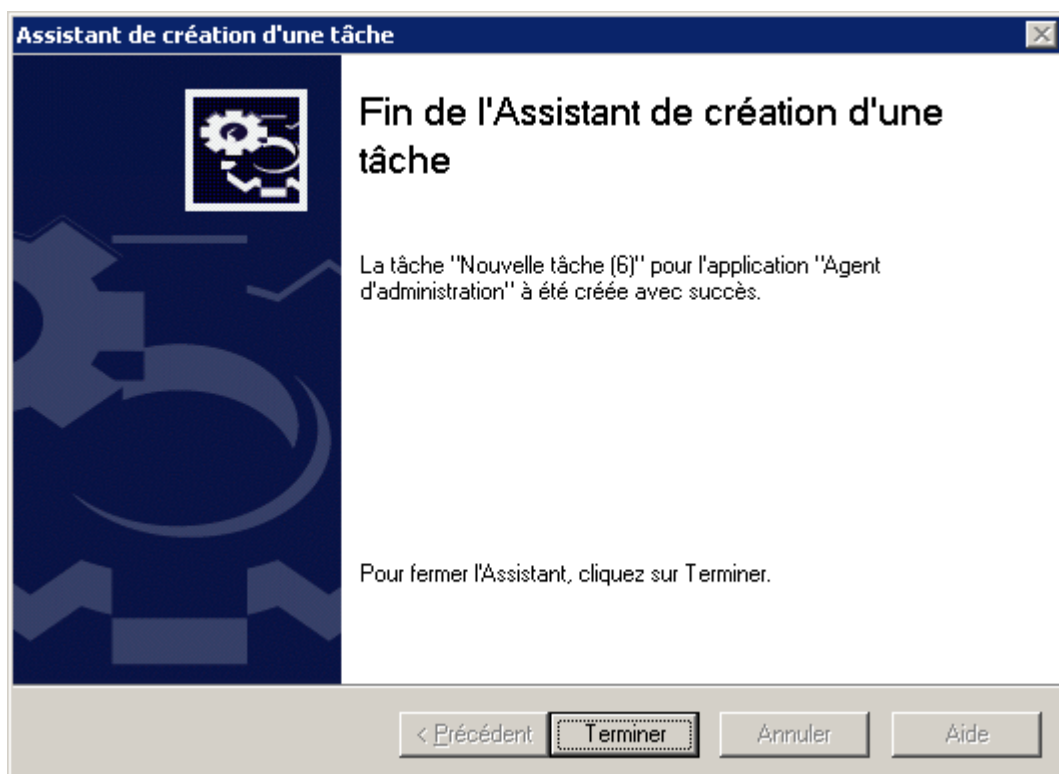 Assistant de création d'une tâche
Fin de l'Assistant de création d'une
tâche
La tâche "Nouvelle tâche (6)" pour l'application "Agent
d'administration" à été créée avec succès.
Pour fermer l'Assistant, cliquez sur Terminer.
< Précédent Terminer Annuler Aide